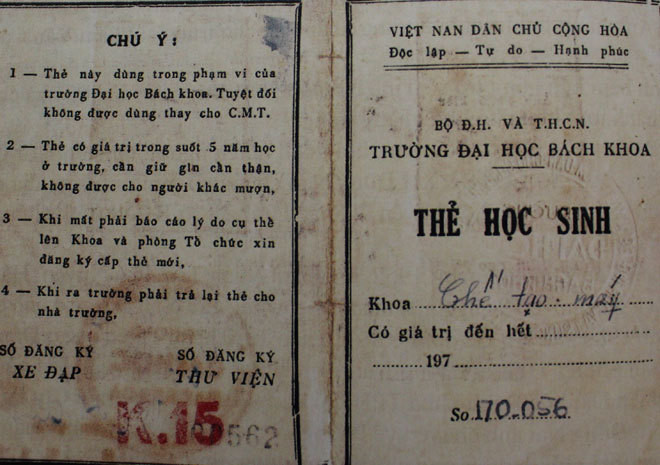 CHÚ Ý:
1 — Thẻ này dùng trong phạm vi của
trường Đại học Bách khoa. Tuyệt đối
không được dùng thay cho C.M.T.
2 — Thẻ có giá trị trong suốt 5 năm học
ở trường, cần giữ gìn cẩn thận,
không được cho người khác mượn,
3 — Khi mất phải báo cáo lý do cụ thể
lên Khoa và phòng Tổ chức xin
đăng ký cấp thẻ mới,
4 — Khi ra trường phải trả lại thẻ cho
nhà trường,
SỐ ĐĂNG KÝ
XE ĐẠP
SỐ ĐĂNG KÝ
THƯ VIỆN
K.15
562
VIỆT NAN DÂN CHỦ CỘNG HÒA
Độc lập — Tự do — Hạnh phúc
BỘ Đ.H. VÀ T.H.C.N.
TRƯỜNG ĐẠI HỌC BÁCH KHOA
THẺ HỌC SINH
Khoa Chế tạo máy
Có giá trị đến hết
197
Số 170-056